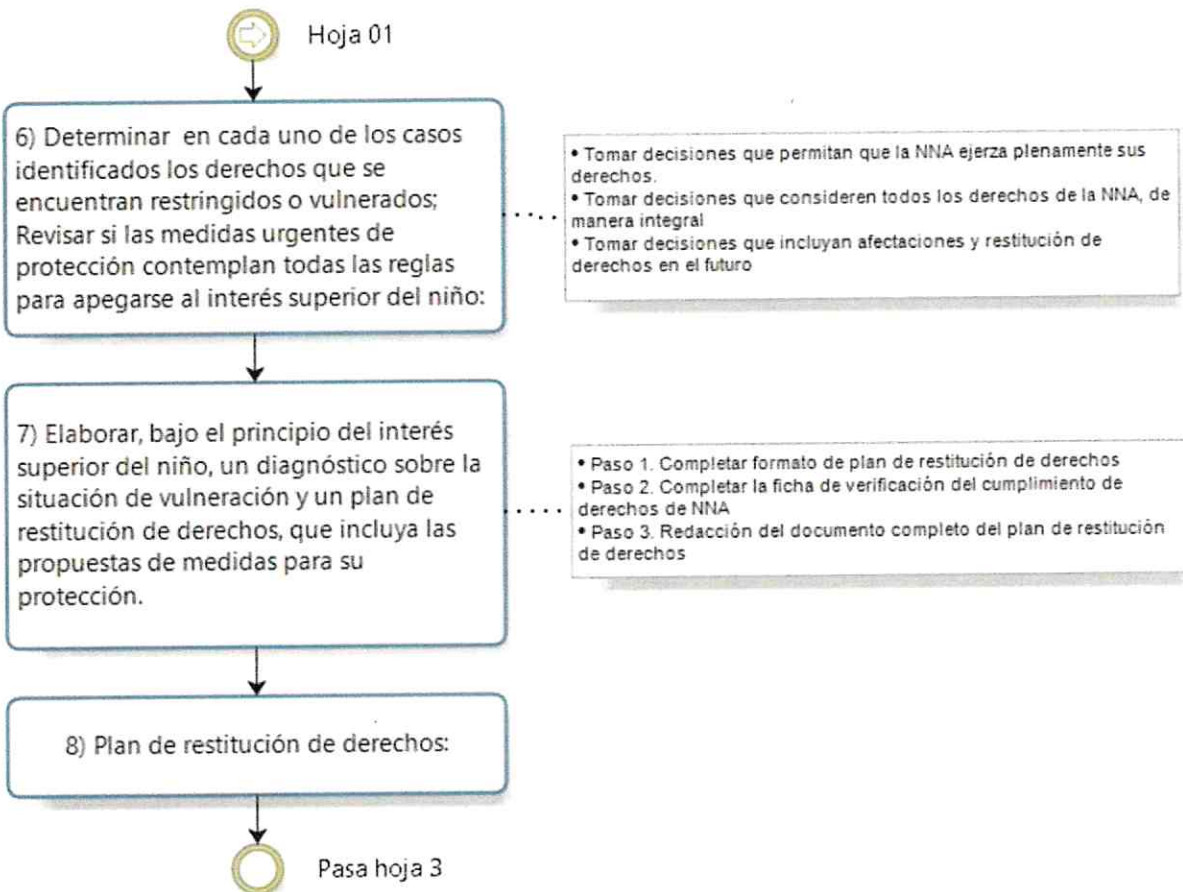 Hoja 01
6) Determinar en cada uno de los casos
identificados los derechos que se
encuentran restringidos o vulnerados;
Revisar si las medidas urgentes de
protección contemplan todas las reglas
para apegarse al interés superior del niño:
• Tomar decisiones que permitan que la NNA ejerza plenamente sus
derechos.
• Tomar decisiones que consideren todos los derechos de la NNA, de
manera integral
• Tomar decisiones que incluyan afectaciones y restitución de
derechos en el futuro
7) Elaborar, bajo el principio del interés
superior del niño, un diagnóstico sobre la
situación de vulneración y un plan de
restitución de derechos, que incluya las
propuestas de medidas para su
protección.
• Paso 1. Completar formato de plan de restitución de derechos
• Paso 2. Completar la ficha de verificación del cumplimiento de
derechos de NNA
• Paso 3. Redacción del documento completo del plan de restitución
de derechos
8) Plan de restitución de derechos:
Pasa hoja 3